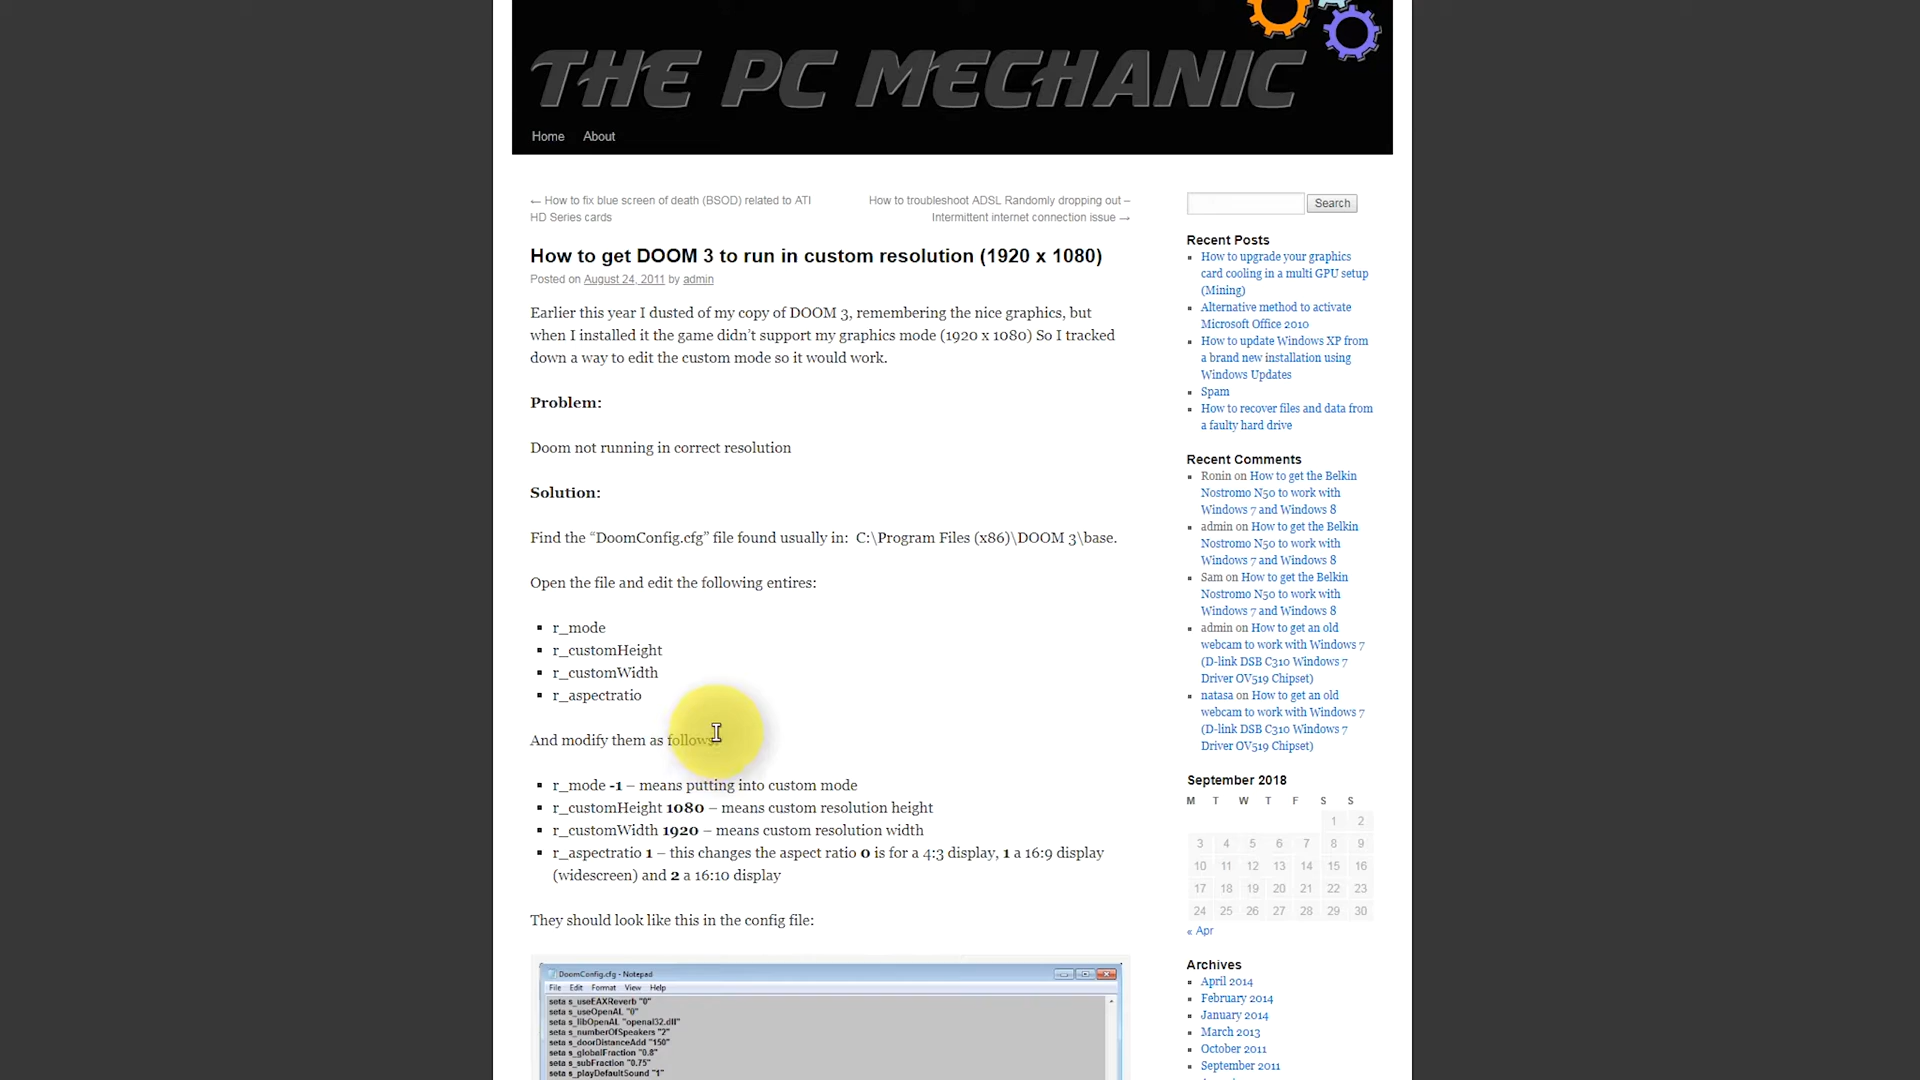 THE PC MECHANIC
Home
About
← How to fix blue screen of death (BSOD) related to ATI
HD Series cards
How to troubleshoot ADSL Randomly dropping out –
Intermittent internet connection issue →
How to get DOOM 3 to run in custom resolution (1920 x 1080)
Posted on August 24, 2011 by admin
Earlier this year I dusted of my copy of DOOM 3, remembering the nice graphics, but
when I installed it the game didn't support my graphics mode (1920 x 1080) So I tracked
down a way to edit the custom mode so it would work.
Problem:
Doom not running in correct resolution
Solution:
Find the “DoomConfig.cfg” file found usually in:  C:\Program Files (x86)\DOOM 3\base.
Open the file and edit the following entires:
r_mode
r_customHeight
r_customWidth
r_aspectratio
And modify them as follows:
r_mode -1 – means putting into custom mode
r_customHeight 1080 – means custom resolution height
r_customWidth 1920 – means custom resolution width
r_aspectratio 1 – this changes the aspect ratio 0 is for a 4:3 display, 1 a 16:9 display
(widescreen) and 2 a 16:10 display
They should look like this in the config file:
DoomConfig.cfg - Notepad
File Edit Format View Help
seta s_useEAXReverb "0"
seta s_useOpenAL "0"
seta s_libOpenAL "openal32.dll"
seta s_numberOfSpeakers "2"
seta s_doorDistanceAdd "150"
seta s_globalFraction "0.8"
seta s_subFraction "0.75"
seta s_playDefaultSound "1"
Search
Recent Posts
How to upgrade your graphics
card cooling in a multi GPU setup
(Mining)
Alternative method to activate
Microsoft Office 2010
How to update Windows XP from
a brand new installation using
Windows Updates
Spam
How to recover files and data from
a faulty hard drive
Recent Comments
Ronin on How to get the Belkin
Nostromo N50 to work with
Windows 7 and Windows 8
admin on How to get the Belkin
Nostromo N50 to work with
Windows 7 and Windows 8
Sam on How to get the Belkin
Nostromo N50 to work with
Windows 7 and Windows 8
admin on How to get an old
webcam to work with Windows 7
(D-link DSB C310 Windows 7
Driver OV519 Chipset)
natasa on How to get an old
webcam to work with Windows 7
(D-link DSB C310 Windows 7
Driver OV519 Chipset)
September 2018
M T W T F S S
1 2
3 4 5 6 7 8 9
10 11 12 13 14 15 16
17 18 19 20 21 22 23
24 25 26 27 28 29 30
« Apr
Archives
April 2014
February 2014
January 2014
March 2013
October 2011
September 2011